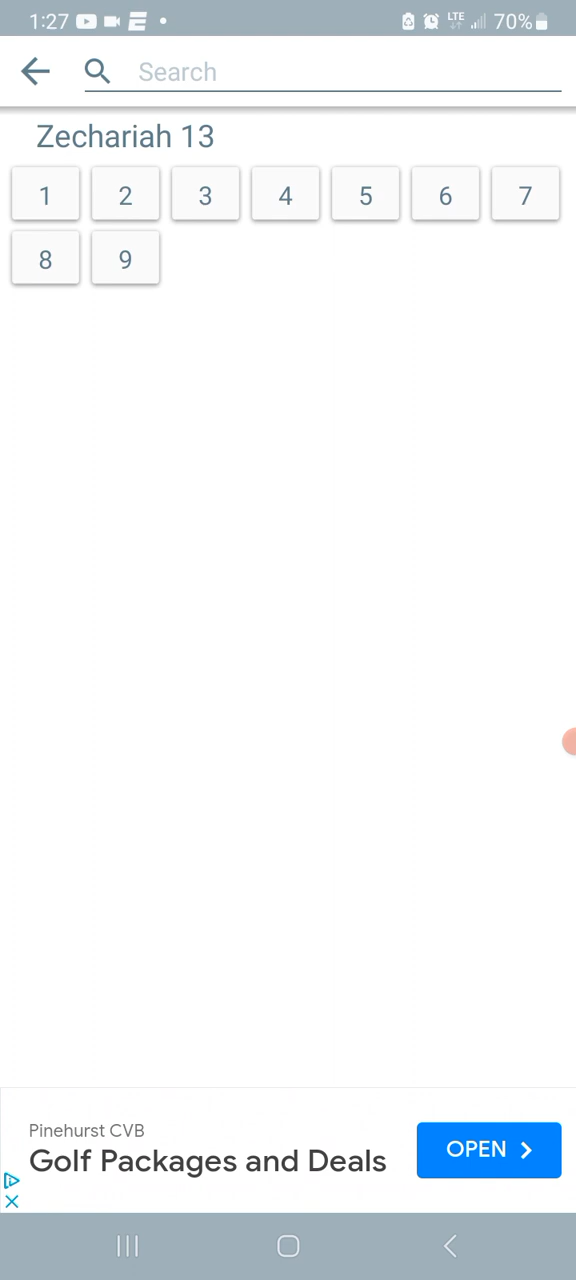 1:27 LTE 70%
Search
Zechariah 13
1 2 3 4 5 6 7
8 9
Pinehurst CVB
Golf Packages and Deals
OPEN